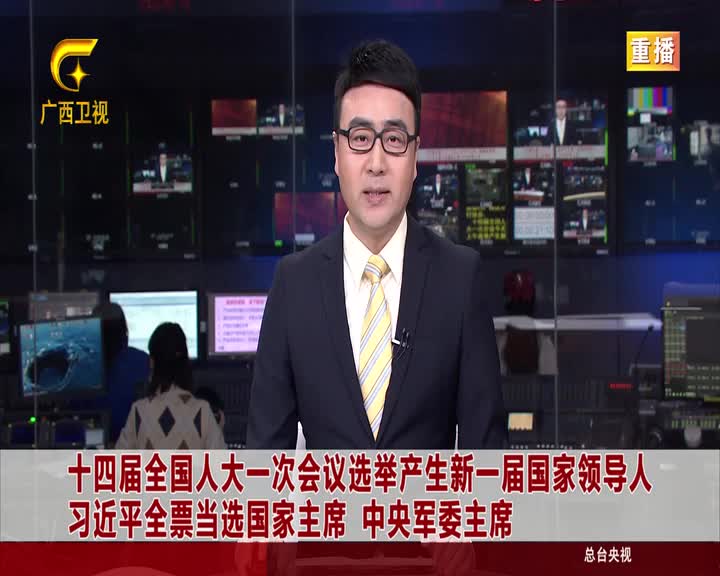 广西卫视
重播
十四届全国人大一次会议选举产生新一届国家领导人
习近平全票当选国家主席 中央军委主席
总台央视